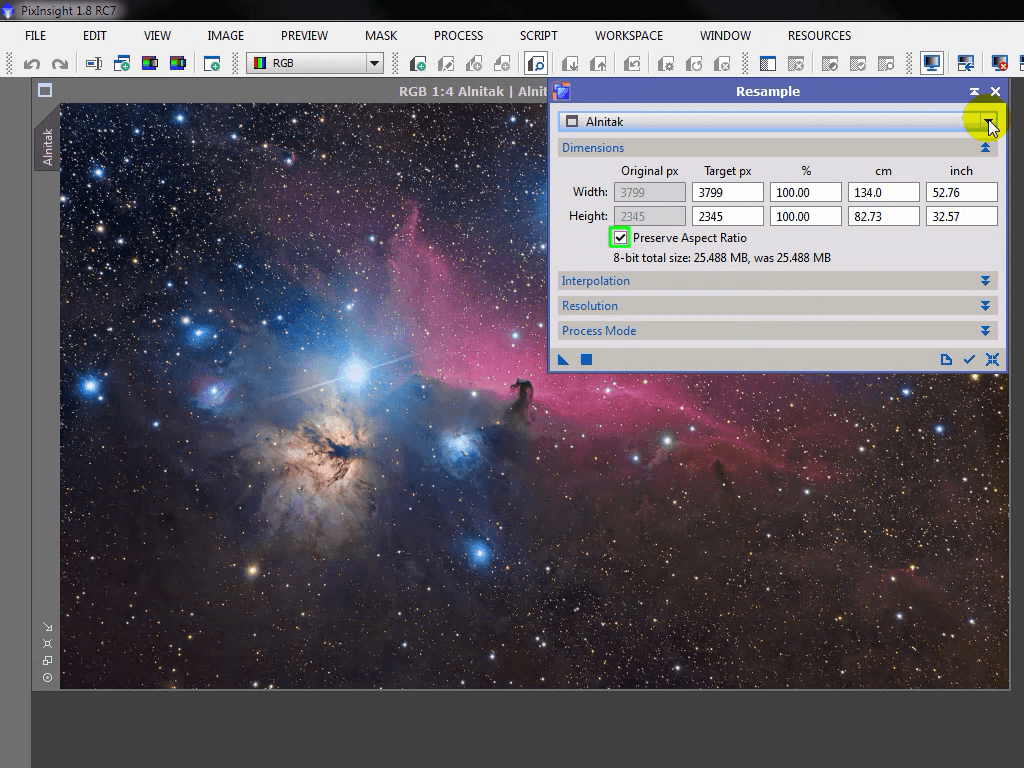 PixInsight 1.8 RC7
FILE EDIT VIEW IMAGE PREVIEW MASK PROCESS SCRIPT WORKSPACE WINDOW RESOURCES
RGB
RGB 1:4 Alnitak | Alnit
Alnitak
Resample
Alnitak
Dimensions
Original px Target px % cm inch
Width: 3799 3799 100.00 134.0 52.76
Height: 2345 2345 100.00 82.73 32.57
Preserve Aspect Ratio
8-bit total size: 25.488 MB, was 25.488 MB
Interpolation
Resolution
Process Mode